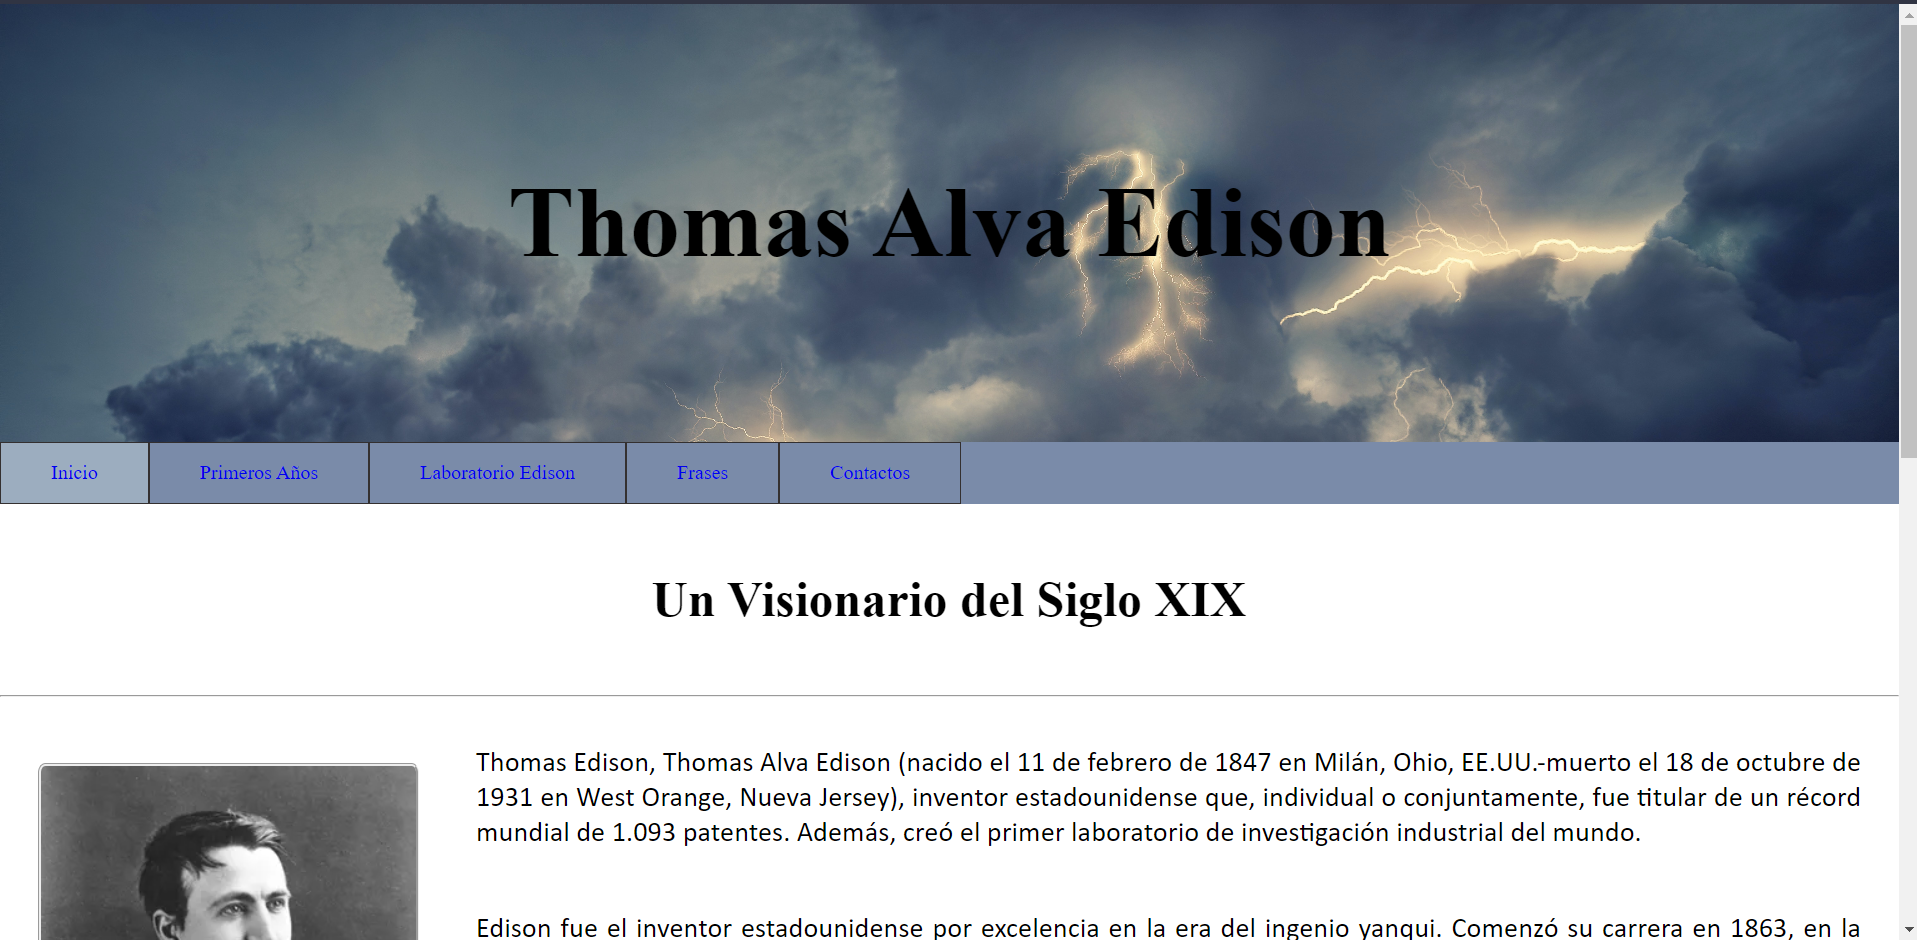 Thomas Alva Edison
Inicio
Primeros Años
Laboratorio Edison
Frases
Contactos
Un Visionario del Siglo XIX
Thomas Edison, Thomas Alva Edison (nacido el 11 de febrero de 1847 en Milán, Ohio, EE.UU.-muerto el 18 de octubre de
1931 en West Orange, Nueva Jersey), inventor estadounidense que, individual o conjuntamente, fue titular de un récord
mundial de 1.093 patentes. Además, creó el primer laboratorio de investigación industrial del mundo.
Edison fue el inventor estadounidense por excelencia en la era del ingenio yanqui. Comenzó su carrera en 1863, en la